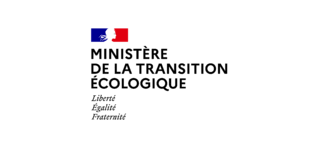 MINISTÈRE
DE LA TRANSITION
ÉCOLOGIQUE
Liberté
Égalité
Fraternité